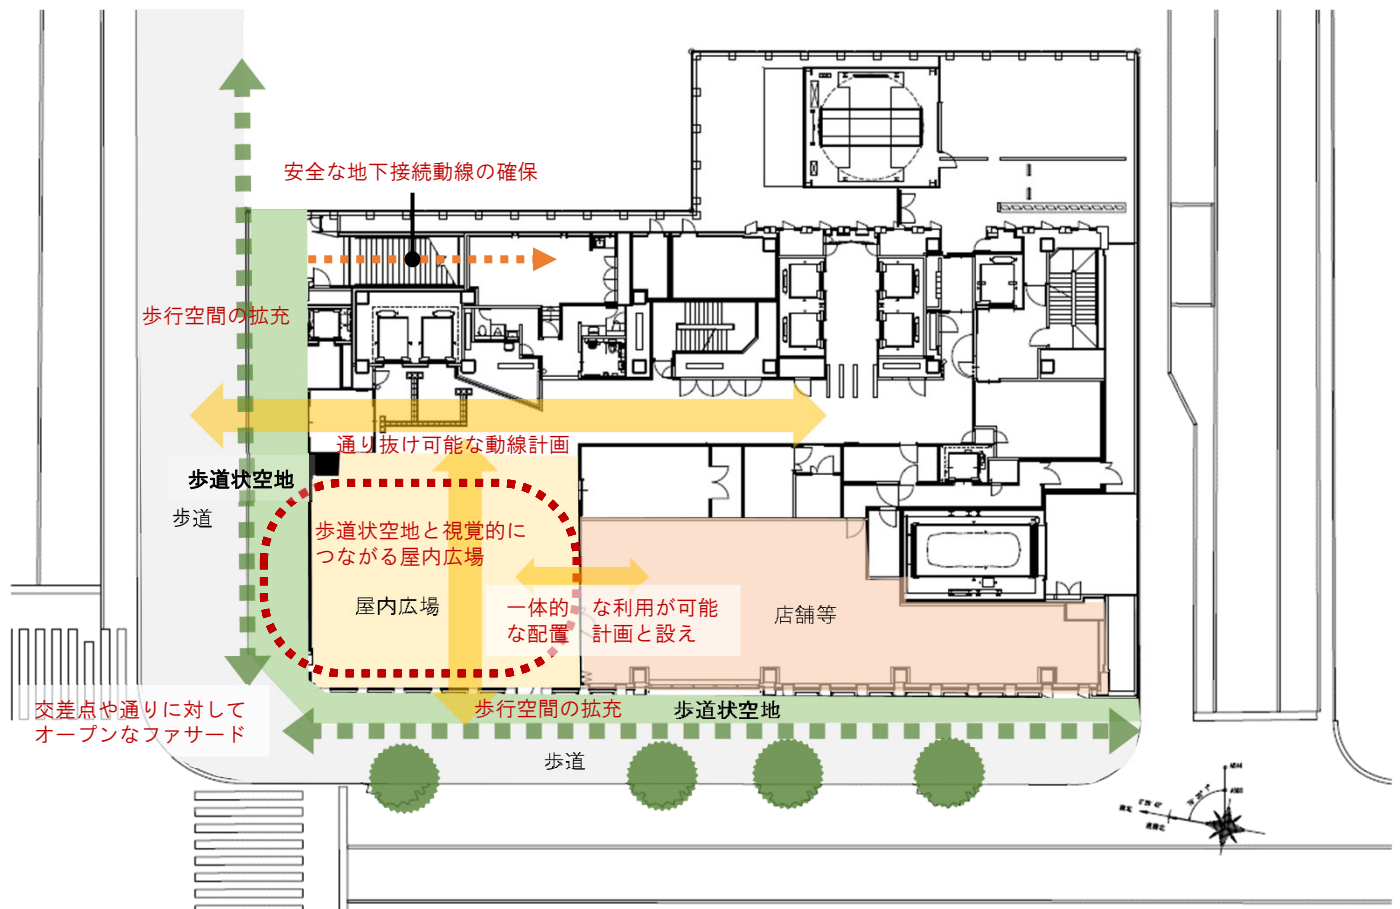 安全な地下接続動線の確保
歩行空間の拡充
通り抜け可能な動線計画
歩道状空地
歩道
歩道状空地と視覚的に
つながる屋内広場
屋内広場
一体的な利用が可能
な配置計画と設え
店舗等
交差点や通りに対して
オープンなファサード
歩行空間の拡充
歩道状空地
歩道